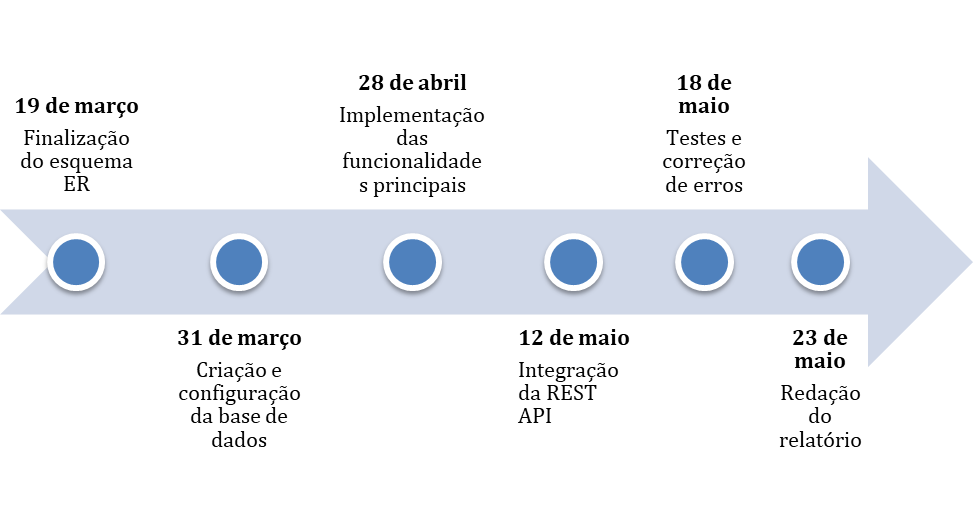 19 de março
Finalização
do esquema
ER
31 de março
Criação e
configuração
da base de
dados
28 de abril
Implementação
das
funcionalidade
s principais
12 de maio
Integração
da REST
API
18 de
maio
Testes e
correção
de erros
23 de
maio
Redação
do
relatório